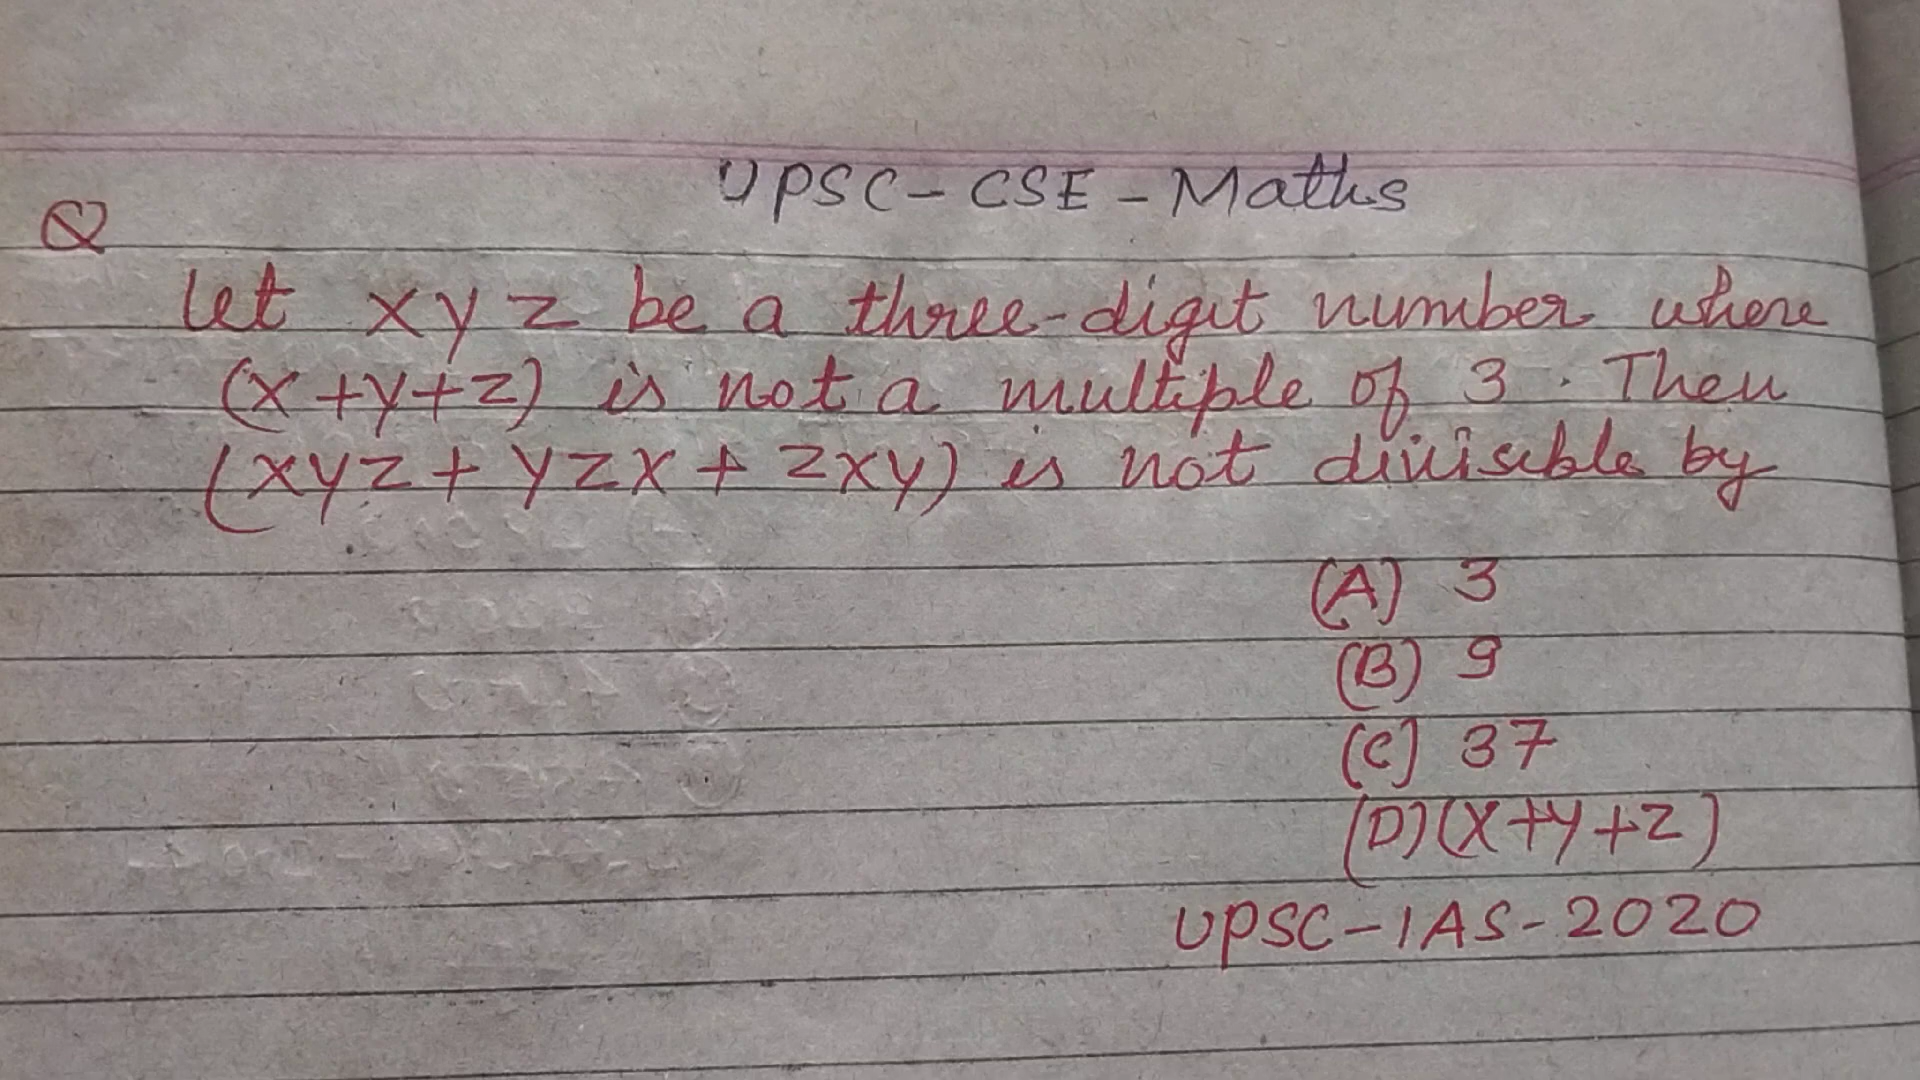 UPSC-CSE-Maths
Q
Let xyz be a three-digit number where
(x+y+z) is not a multiple of 3. Then
(xyz+yzx+zxy) is not divisible by
(A) 3
(B) 9
(C) 37
(D) (x+y+z)
UPSC-IAS-2020